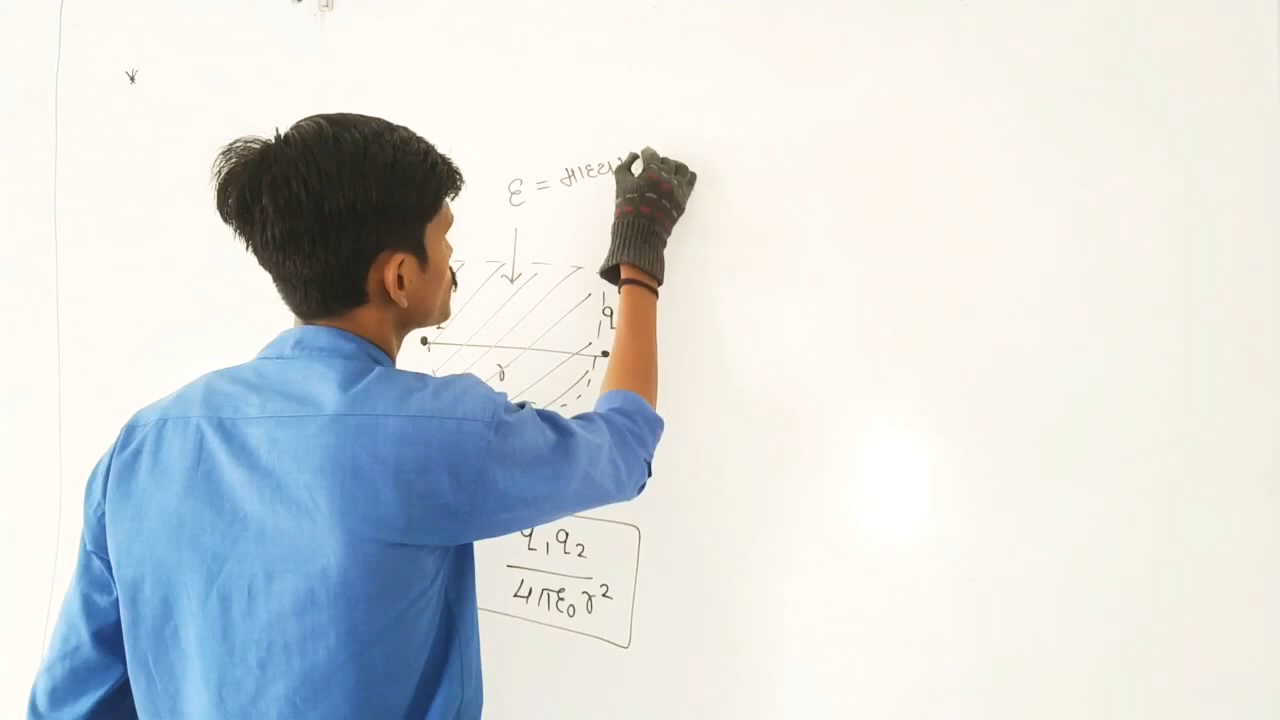 ε = माध्य
q
r
q₁q₂
4πε₀r²